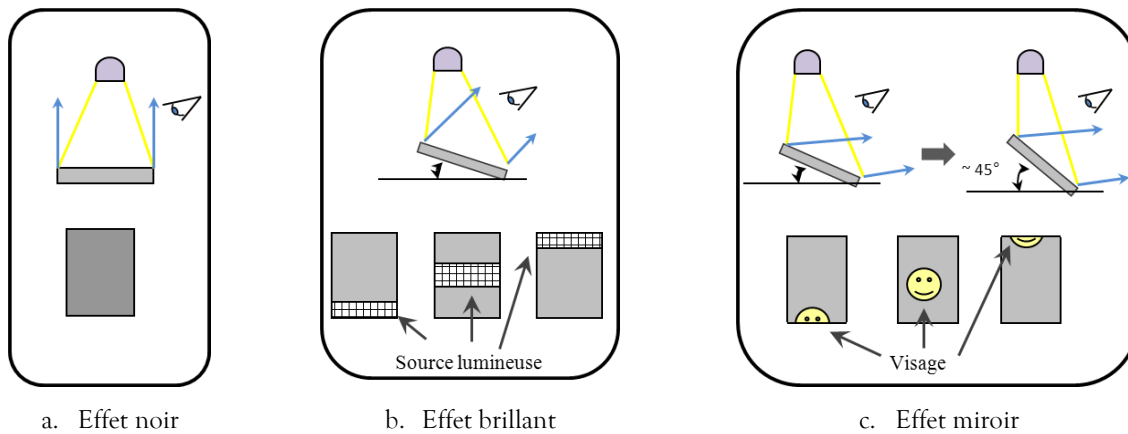 ~ 45°
Source lumineuse
Visage
a. Effet noir
b. Effet brillant
c. Effet miroir